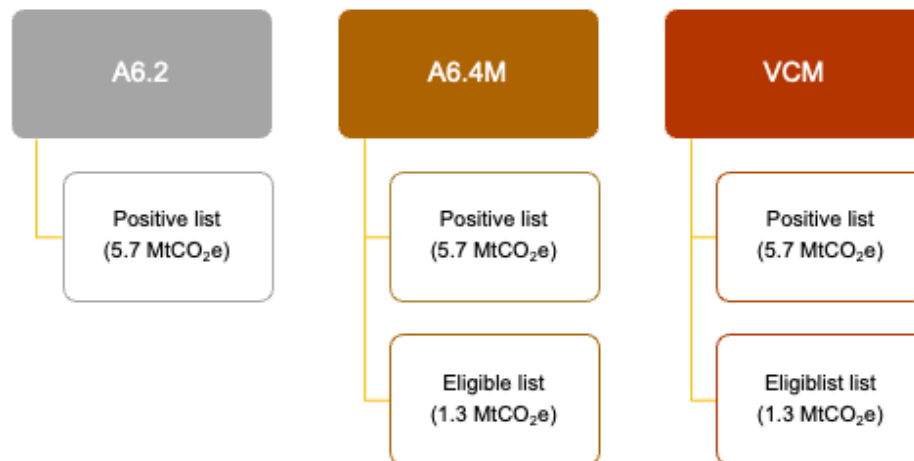 A6.2
A6.4M
VCM
Positive list
(5.7 MtCO₂e)
Positive list
(5.7 MtCO₂e)
Positive list
(5.7 MtCO₂e)
Eligible list
(1.3 MtCO₂e)
Eligiblist list
(1.3 MtCO₂e)